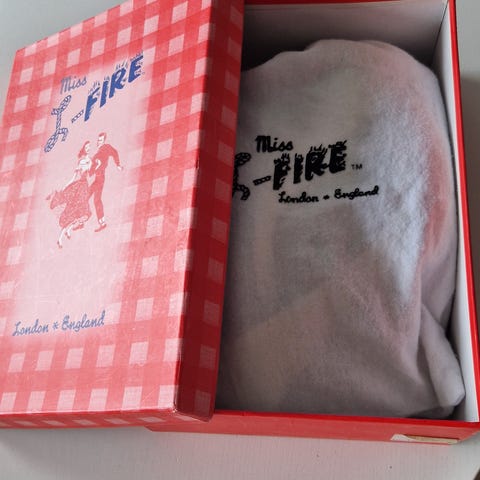 Miss
L-FIRE
London * England
Miss
L-FIRE™
London * England